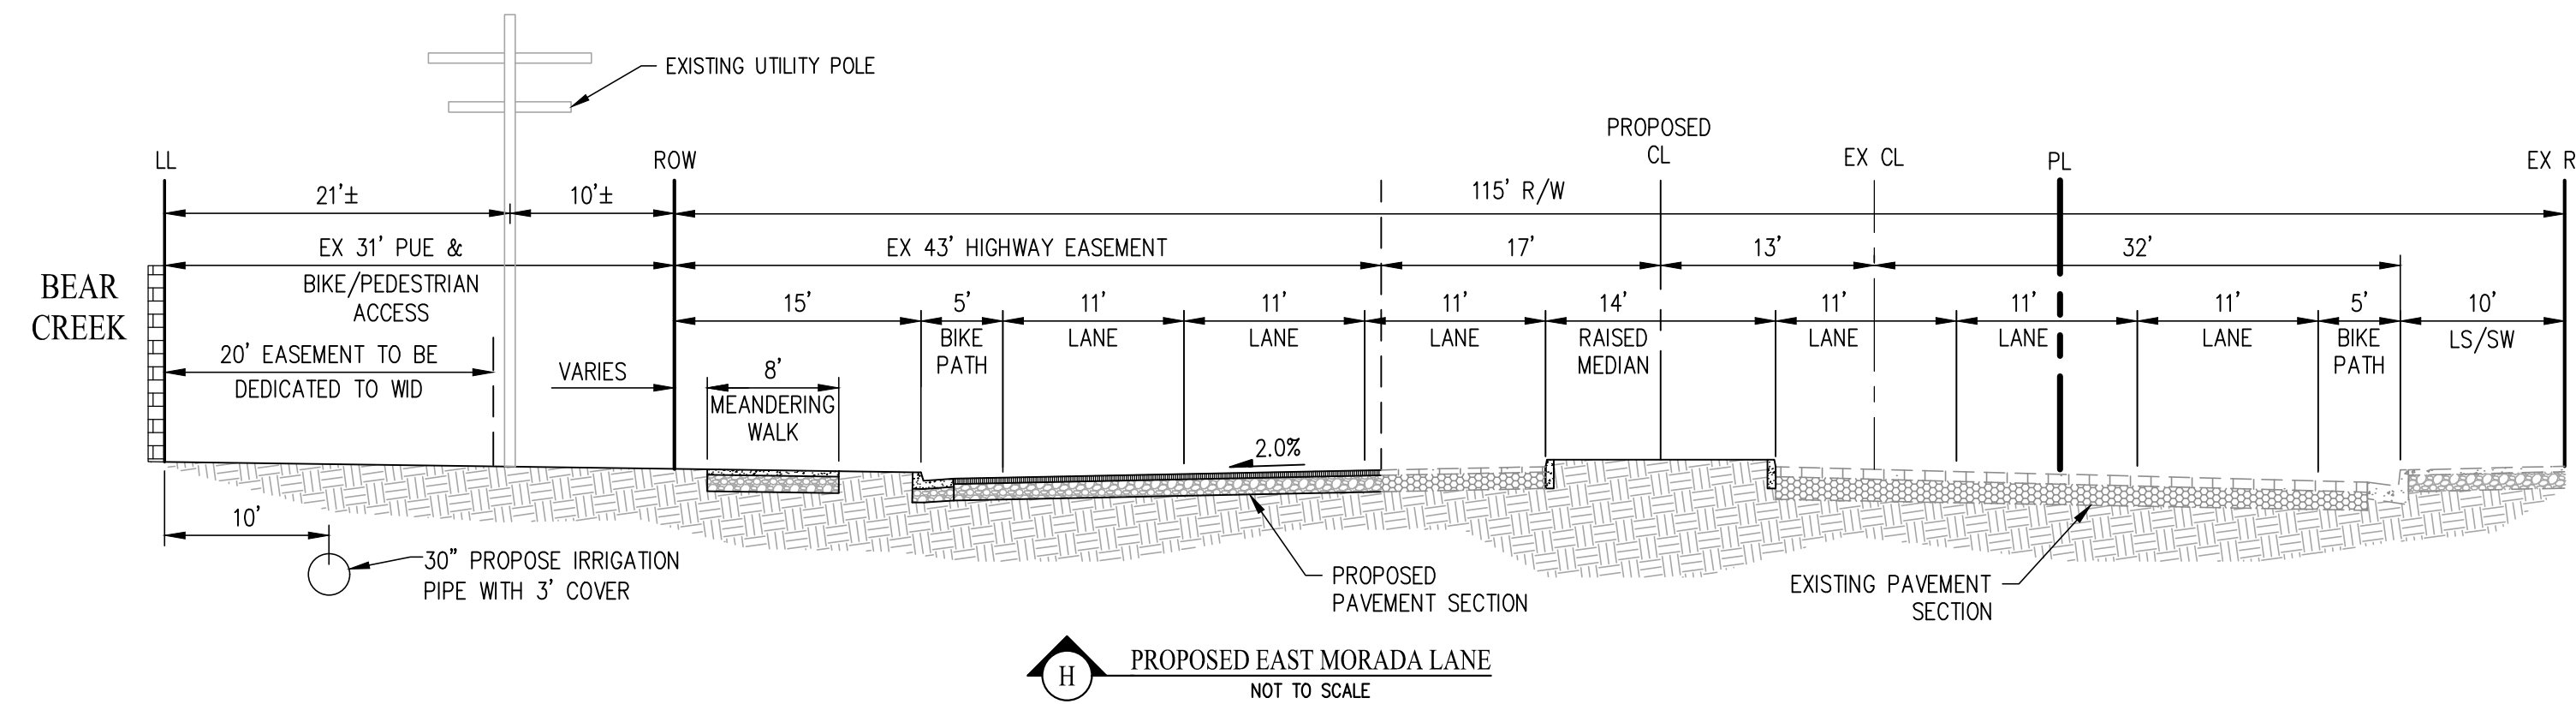 EXISTING UTILITY POLE
PROPOSED
CL
LL
ROW
EX CL
PL
EX R
21'±
10'±
115' R/W
EX 31' PUE &
BIKE/PEDESTRIAN
ACCESS
EX 43' HIGHWAY EASEMENT
17'
13'
32'
BEAR
CREEK
15'
5'
BIKE
PATH
11'
LANE
11'
LANE
11'
LANE
14'
RAISED
MEDIAN
11'
LANE
11'
LANE
11'
LANE
5'
BIKE
PATH
10'
LS/SW
20' EASEMENT TO BE
DEDICATED TO WID
VARIES
8'
MEANDERING
WALK
2.0%
10'
30" PROPOSE IRRIGATION
PIPE WITH 3' COVER
PROPOSED
PAVEMENT SECTION
EXISTING PAVEMENT
SECTION
H
PROPOSED EAST MORADA LANE
NOT TO SCALE